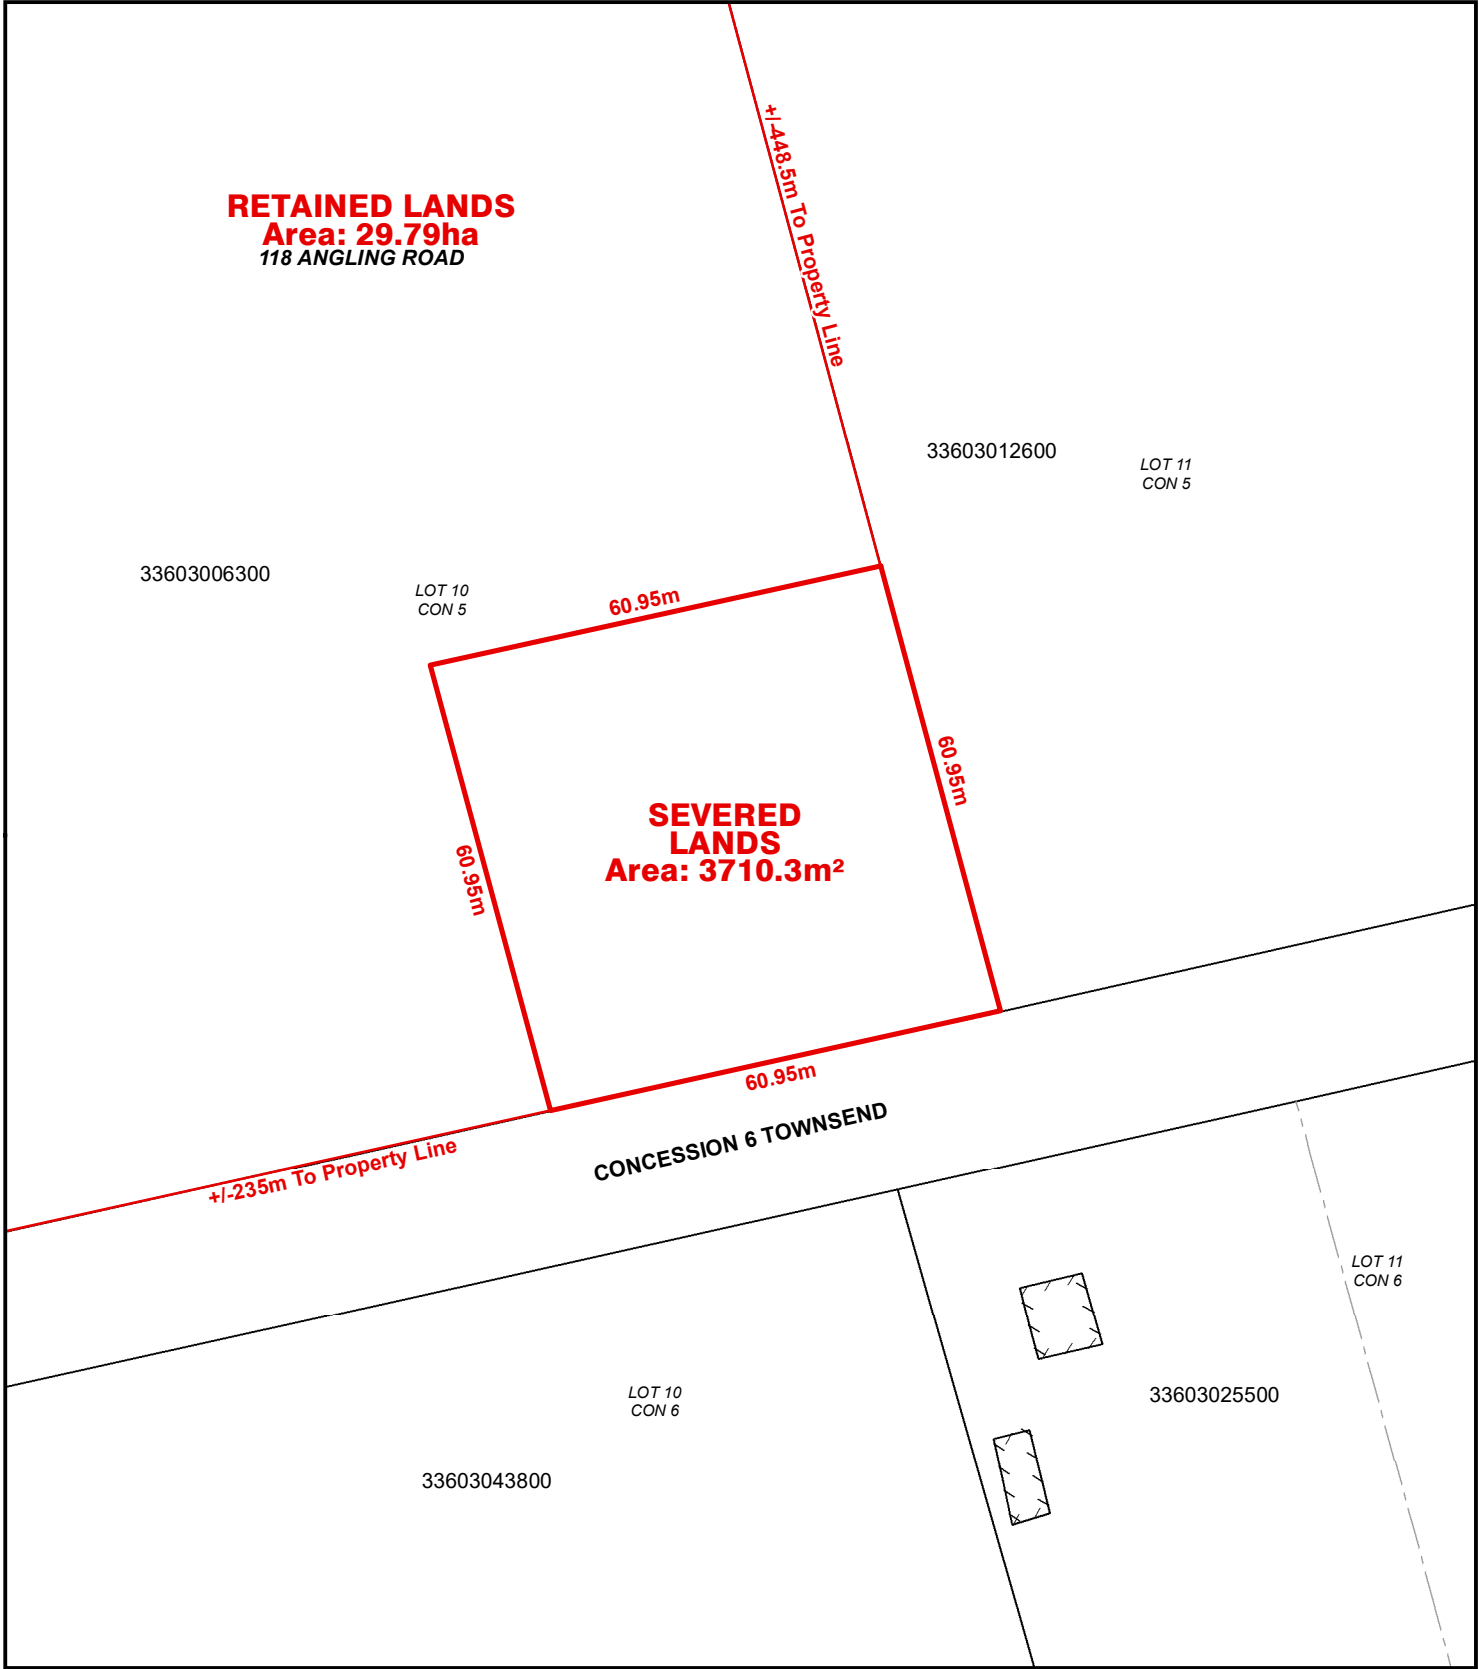 +/-448.5m To Property Line
RETAINED LANDS
Area: 29.79ha
118 ANGLING ROAD
33603012600
LOT 11
CON 5
33603006300
LOT 10
CON 5
60.95m
60.95m
SEVERED
LANDS
Area: 3710.3m²
60.95m
60.95m
+/-235m To Property Line
CONCESSION 6 TOWNSEND
LOT 11
CON 6
LOT 10
CON 6
33603025500
33603043800